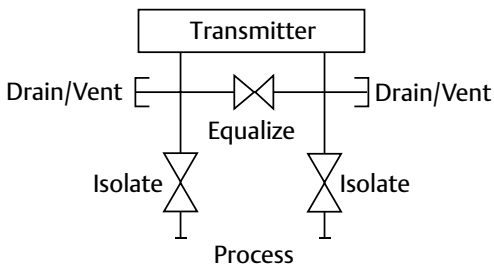 Transmitter
Drain/Vent
Drain/Vent
Equalize
Isolate
Isolate
Process